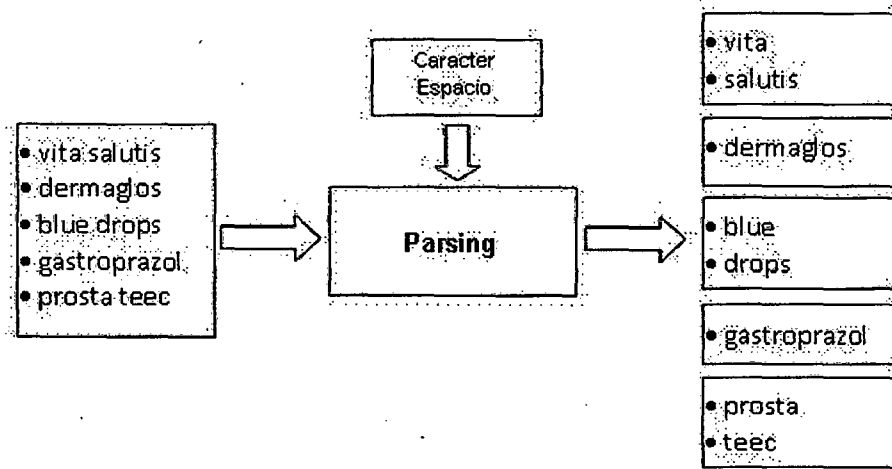 Caracter
Espacio
• vita salutis
• dermaglos
• blue drops
• gastroprazol
• prosta teec
Parsing
• vita
• salutis
• dermaglos
• blue
• drops
• gastroprazol
• prosta
• teec